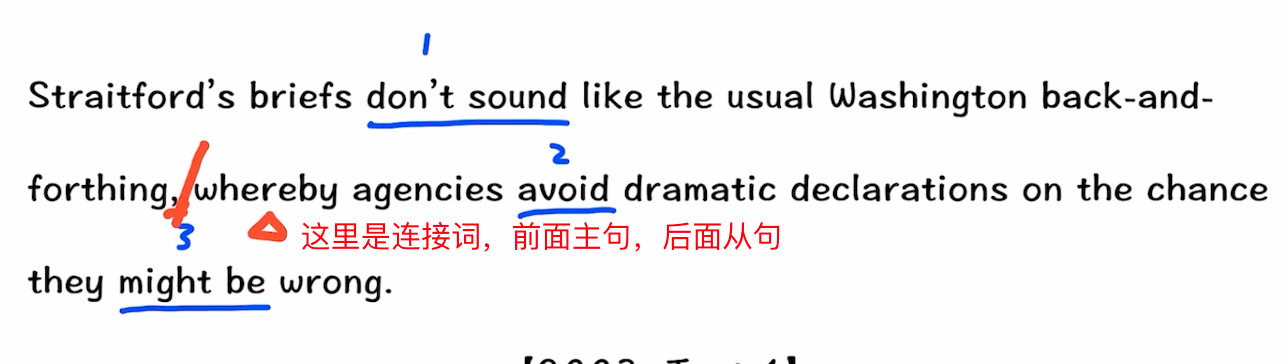 1
Straitford's briefs don't sound like the usual Washington back-and-
2
forthing, whereby agencies avoid dramatic declarations on the chance
3 这里是连接词，前面主句，后面从句
they might be wrong.